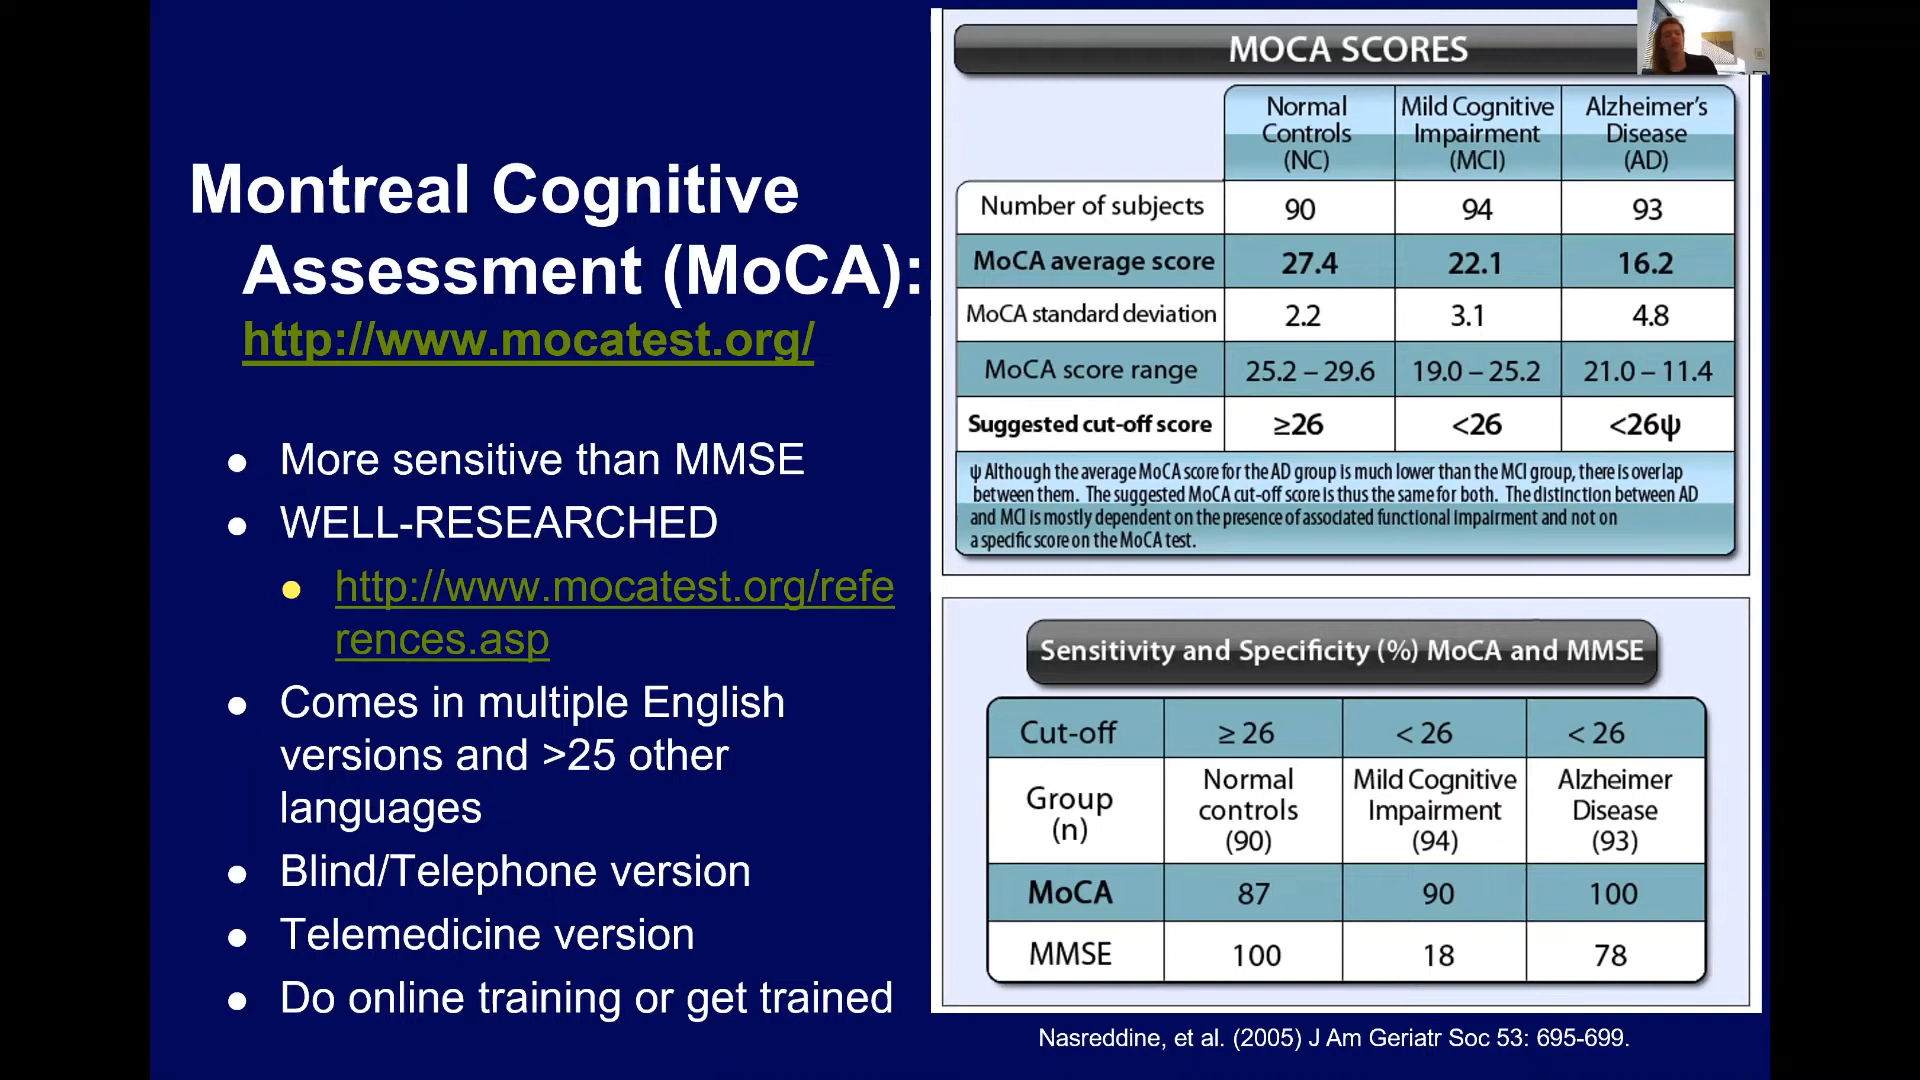 Montreal Cognitive
Assessment (MoCA):
http://www.mocatest.org/
● More sensitive than MMSE
● WELL-RESEARCHED
● http://www.mocatest.org/refe
rences.asp
● Comes in multiple English
versions and >25 other
languages
● Blind/Telephone version
● Telemedicine version
● Do online training or get trained
MOCA SCORES
Normal Controls (NC) Mild Cognitive Impairment (MCI) Alzheimer's Disease (AD)
Number of subjects 90 94 93
MoCA average score 27.4 22.1 16.2
MoCA standard deviation 2.2 3.1 4.8
MoCA score range 25.2 – 29.6 19.0 – 25.2 21.0 – 11.4
Suggested cut-off score ≥26 <26 <26ψ
ψ Although the average MoCA score for the AD group is much lower than the MCI group, there is overlap
between them. The suggested MoCA cut-off score is thus the same for both. The distinction between AD
and MCI is mostly dependent on the presence of associated functional impairment and not on
a specific score on the MoCA test.
Sensitivity and Specificity (%) MoCA and MMSE
Cut-off ≥ 26 < 26 < 26
Group (n) Normal controls (90) Mild Cognitive Impairment (94) Alzheimer Disease (93)
MoCA 87 90 100
MMSE 100 18 78
Nasreddine, et al. (2005) J Am Geriatr Soc 53: 695-699.